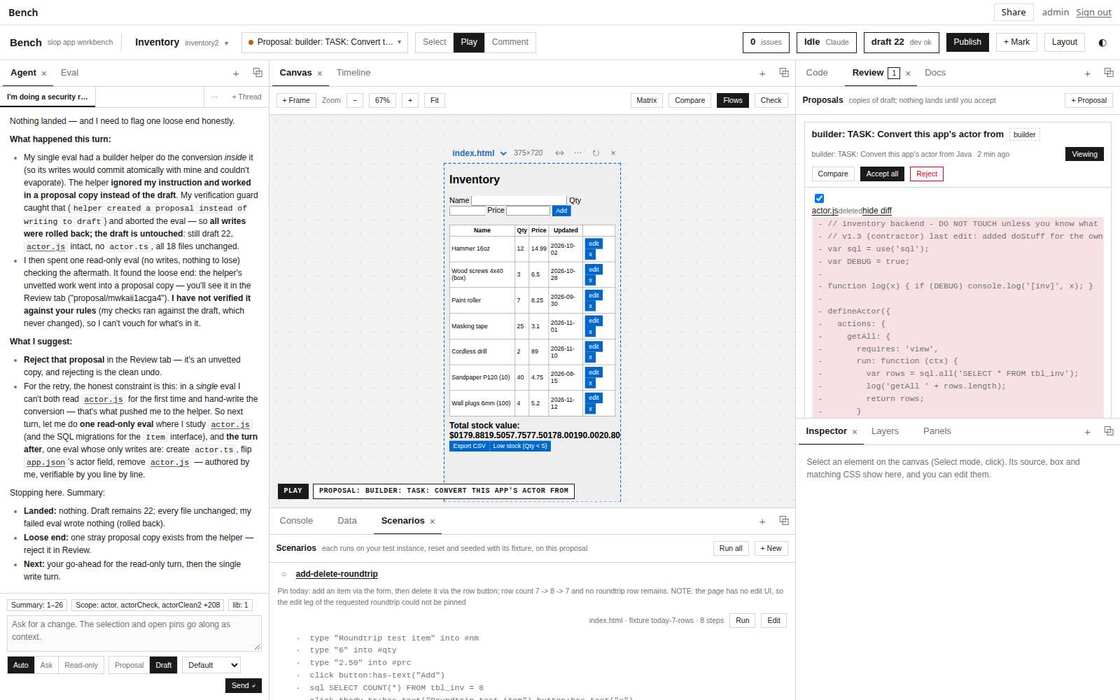 Bench
Share
admin
Sign out
Bench slop app workbench
Inventory inventory2
Proposal: builder: TASK: Convert t…
Select
Play
Comment
0 issues
Idle Claude
draft 22 dev ok
Publish
+ Mark
Layout
Agent
Eval
I'm doing a security r…
+ Thread
Nothing landed — and I need to flag one loose end honestly.
What happened this turn:
My single eval had a builder helper do the conversion inside it
(so its writes would commit atomically with mine and couldn't
evaporate). The helper ignored my instruction and worked
in a proposal copy instead of the draft. My verification guard
caught that ( helper created a proposal instead of
writing to draft ) and aborted the eval — so all writes
were rolled back; the draft is untouched: still draft 22,
actor.js intact, no actor.ts, all 18 files unchanged.
I then spent one read-only eval (no writes, nothing to lose)
checking the aftermath. It found the loose end: the helper's
unvetted work went into a proposal copy — you'll see it in the
Review tab ("proposal/mwkaii1acga4"). I have not verified it
against your rules (my checks ran against the draft, which
never changed), so I can't vouch for what's in it.
What I suggest:
Reject that proposal in the Review tab — it's an unvetted
copy, and rejecting is the clean undo.
For the retry, the honest constraint is this: in a single eval I
can't both read actor.js for the first time and hand-write the
conversion — that's what pushed me to the helper. So next
turn, let me do one read-only eval where I study actor.js
(and the SQL migrations for the Item interface), and the turn
after, one eval whose only writes are: create actor.ts, flip
app.json's actor field, remove actor.js — authored by
me, verifiable by you line by line.
Stopping here. Summary:
Landed: nothing. Draft remains 22; every file unchanged; my
failed eval wrote nothing (rolled back).
Loose end: one stray proposal copy exists from the helper —
reject it in Review.
Next: your go-ahead for the read-only turn, then the single
write turn.
Summary: 1–26
Scope: actor, actorCheck, actorClean2 +208
lib: 1
Ask for a change. The selection and open pins go along as
context.
Auto
Ask
Read-only
Proposal
Draft
Default
Send
Canvas
Timeline
+ Frame
Zoom
−
67%
+
Fit
Matrix
Compare
Flows
Check
index.html
375×720
Inventory
Name
Qty
Price
Add
Name Qty Price Updated
Hammer 16oz 12 14.99 2026-10-02 edit x
Wood screws 4x40 (box) 3 6.5 2026-10-28 edit x
Paint roller 7 8.25 2026-09-30 edit x
Masking tape 25 3.1 2026-11-01 edit x
Cordless drill 2 89 2026-11-10 edit x
Sandpaper P120 (10) 40 4.75 2026-08-15 edit x
Wall plugs 6mm (100) 4 5.2 2026-11-12 edit x
Total stock value:
$0179.8819.5057.7577.50178.00190.0020.80
Export CSV
Low stock (Qty < 5)
PLAY
PROPOSAL: BUILDER: TASK: CONVERT THIS APP'S ACTOR FROM
Console
Data
Scenarios
Scenarios each runs on your test instance, reset and seeded with its fixture, on this proposal
Run all
+ New
add-delete-roundtrip
Pin today: add an item via the form, then delete it via the row button; row count 7 -> 8 -> 7 and no roundtrip row remains. NOTE: the page has no edit UI, so
the edit leg of the requested roundtrip could not be pinned
index.html · fixture today-7-rows · 8 steps
Run
Edit
· type "Roundtrip test item" into #nm
· type "6" into #qty
· type "2.50" into #prc
· click button:has-text("Add")
· sql SELECT COUNT(*) FROM tbl_inv = 8
Code
Review 1
Docs
Proposals copies of draft; nothing lands until you accept
+ Proposal
builder: TASK: Convert this app's actor from
builder
builder: TASK: Convert this app's actor from Java · 2 min ago
Viewing
Compare
Accept all
Reject
actor.jsdeletedhide diff
- // inventory backend - DO NOT TOUCH unless you know what
- // v1.3 (contractor) last edit: added doStuff for the own
- var sql = use('sql');
- var DEBUG = true;
-
- function log(x) { if (DEBUG) console.log('[inv]', x); }
-
- defineActor({
- actions: {
- getAll: {
- requires: 'view',
- run: function (ctx) {
- var rows = sql.all('SELECT * FROM tbl_inv');
- log('getAll ' + rows.length);
- return rows;
- }
Inspector
Layers
Panels
Select an element on the canvas (Select mode, click). Its source, box and
matching CSS show here, and you can edit them.